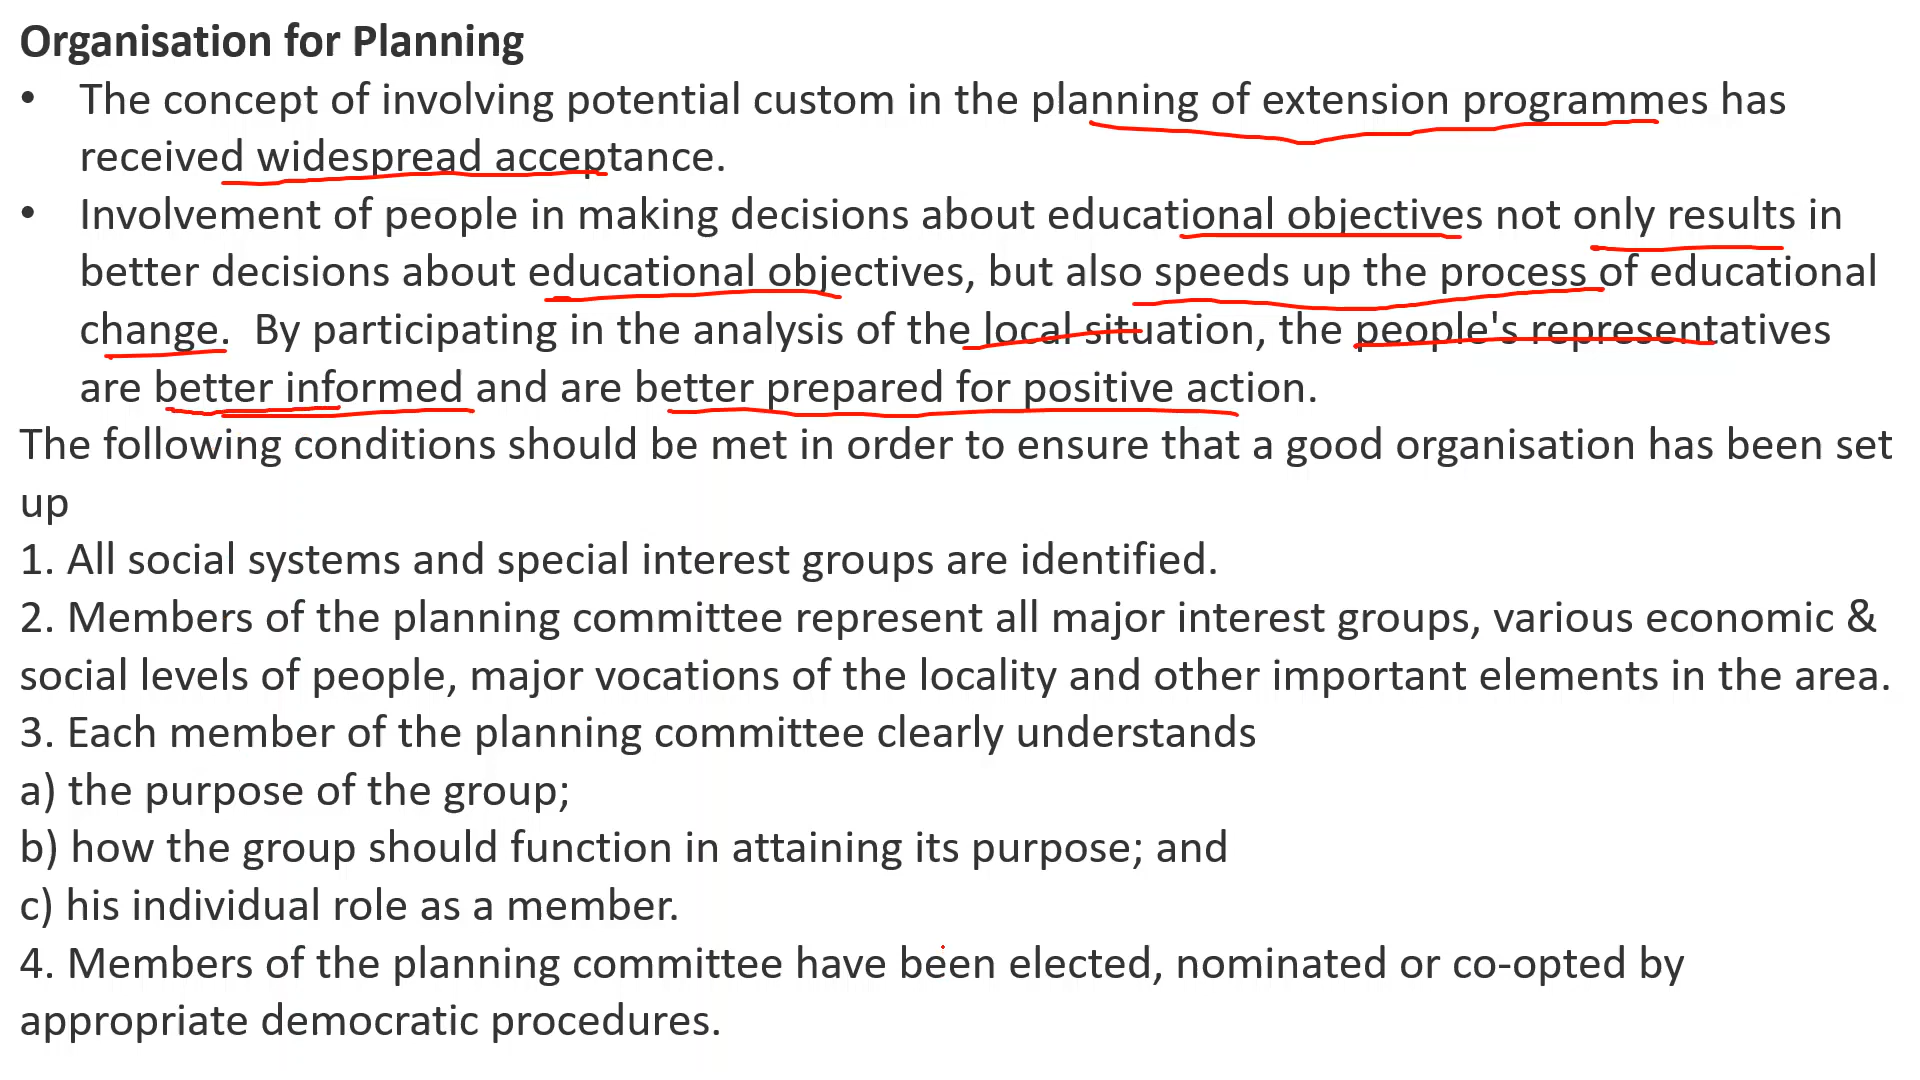 Organisation for Planning
• The concept of involving potential custom in the planning of extension programmes has
received widespread acceptance.
• Involvement of people in making decisions about educational objectives not only results in
better decisions about educational objectives, but also speeds up the process of educational
change. By participating in the analysis of the local situation, the people's representatives
are better informed and are better prepared for positive action.
The following conditions should be met in order to ensure that a good organisation has been set
up
1. All social systems and special interest groups are identified.
2. Members of the planning committee represent all major interest groups, various economic &
social levels of people, major vocations of the locality and other important elements in the area.
3. Each member of the planning committee clearly understands
a) the purpose of the group;
b) how the group should function in attaining its purpose; and
c) his individual role as a member.
4. Members of the planning committee have been elected, nominated or co-opted by
appropriate democratic procedures.